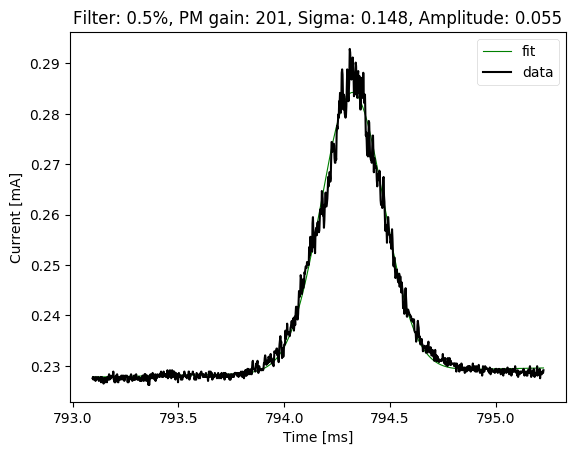 Filter: 0.5%, PM gain: 201, Sigma: 0.148, Amplitude: 0.055
fit
data
0.29
0.28
0.27
0.26
0.25
0.24
0.23
Current [mA]
793.0 793.5 794.0 794.5 795.0
Time [ms]